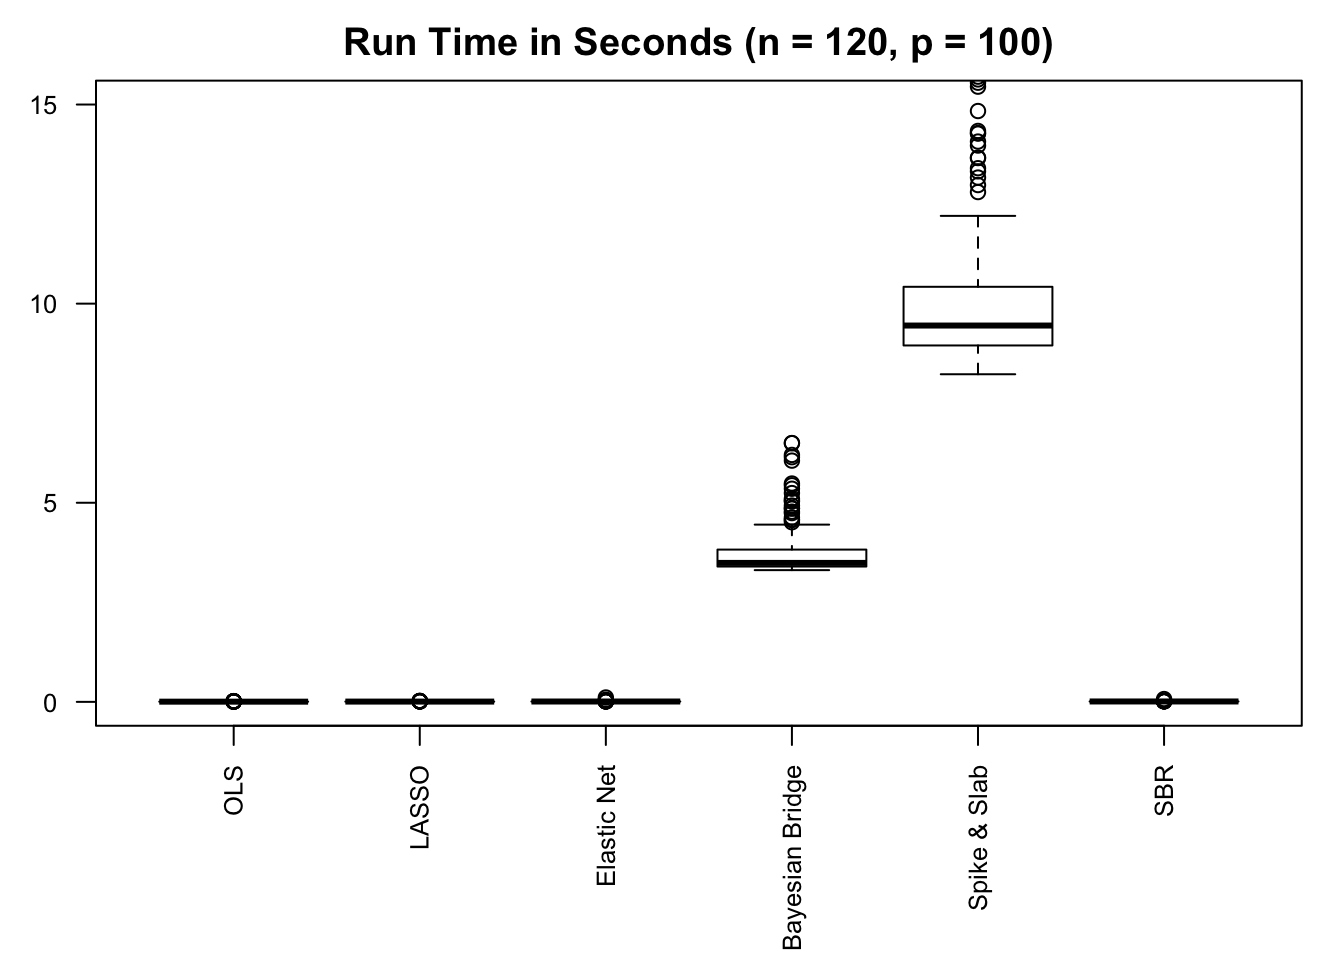 Run Time in Seconds (n = 120, p = 100)
15
10
5
0
OLS
LASSO
Elastic Net
Bayesian Bridge
Spike & Slab
SBR